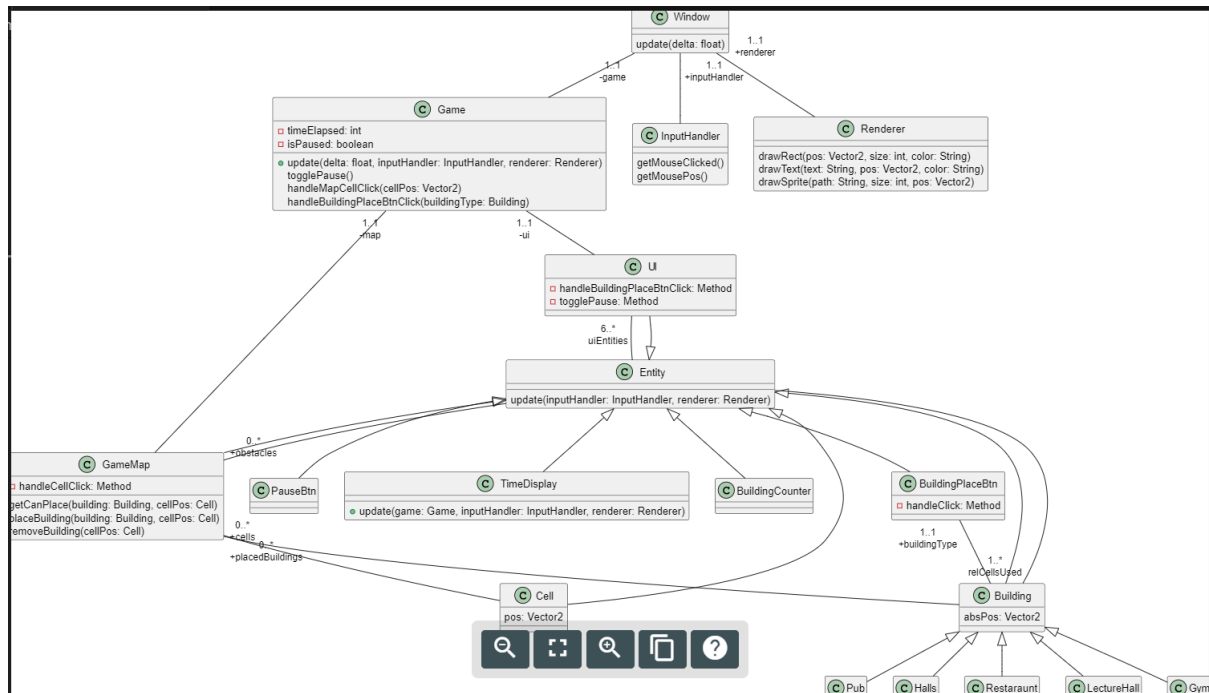 C Window
update(delta: float)
1..1
-game
1..1
+inputHandler
1..1
+renderer
C Game
timeElapsed: int
isPaused: boolean
update(delta: float, inputHandler: InputHandler, renderer: Renderer)
togglePause()
handleMapCellClick(cellPos: Vector2)
handleBuildingPlaceBtnClick(buildingType: Building)
C InputHandler
getMouseClicked()
getMousePos()
C Renderer
drawRect(pos: Vector2, size: int, color: String)
drawText(text: String, pos: Vector2, color: String)
drawSprite(path: String, size: int, pos: Vector2)
1..1
-map
1..1
-ui
C UI
handleBuildingPlaceBtnClick: Method
togglePause: Method
6..*
uiEntities
C Entity
update(inputHandler: InputHandler, renderer: Renderer)
0..*
+obstacles
C GameMap
handleCellClick: Method
getCanPlace(building: Building, cellPos: Cell)
placeBuilding(building: Building, cellPos: Cell)
removeBuilding(cellPos: Cell)
C PauseBtn
C TimeDisplay
update(game: Game, inputHandler: InputHandler, renderer: Renderer)
C BuildingCounter
C BuildingPlaceBtn
handleClick: Method
0..*
+cells
0..*
+placedBuildings
1..1
+buildingType
1..*
relCellsUsed
C Cell
pos: Vector2
C Building
absPos: Vector2
?
C Pub
C Halls
C Restaraunt
C LectureHall
C Gym